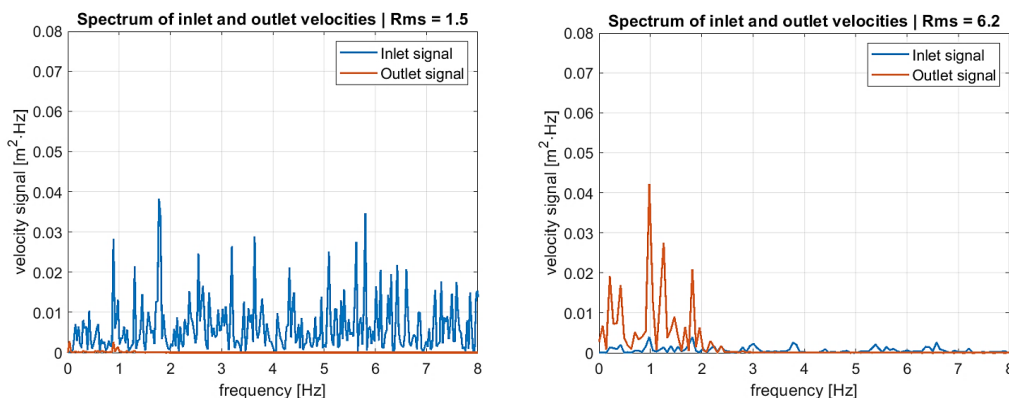 Spectrum of inlet and outlet velocities | Rms = 1.5
0.08
0.07
0.06
0.05
0.04
0.03
0.02
0.01
0
velocity signal [m²·Hz]
Inlet signal
Outlet signal
0 1 2 3 4 5 6 7 8
frequency [Hz]
Spectrum of inlet and outlet velocities | Rms = 6.2
0.08
0.07
0.06
0.05
0.04
0.03
0.02
0.01
0
velocity signal [m²·Hz]
Inlet signal
Outlet signal
0 1 2 3 4 5 6 7 8
frequency [Hz]